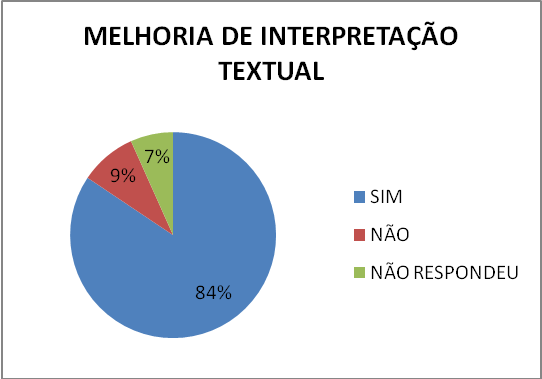 MELHORIA DE INTERPRETAÇÃO
TEXTUAL
7%
9%
84%
SIM
NÃO
NÃO RESPONDEU